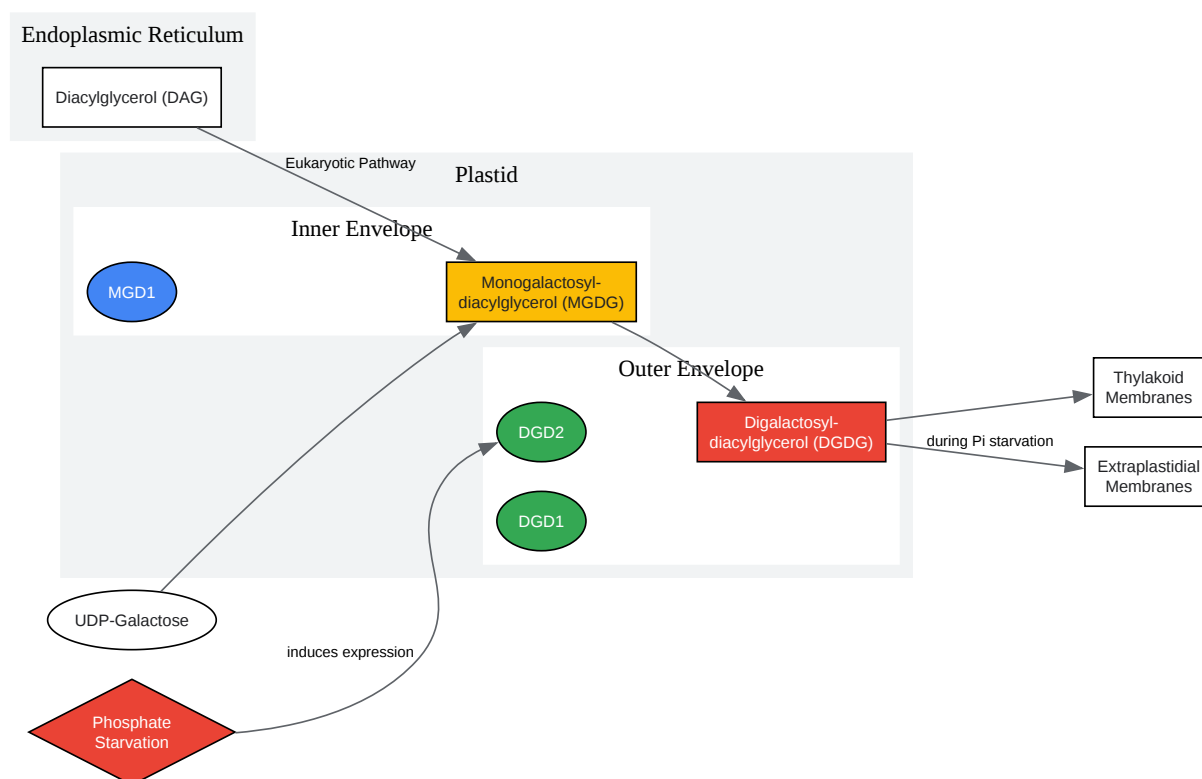 Endoplasmic Reticulum
Diacylglycerol (DAG)
Eukaryotic Pathway
Plastid
Inner Envelope
MGD1
Monogalactosyl-
diacylglycerol (MGDG)
Outer Envelope
DGD2
Digalactosyl-
diacylglycerol (DGDG)
DGD1
Thylakoid
Membranes
during Pi starvation
Extraplastidial
Membranes
UDP-Galactose
induces expression
Phosphate
Starvation